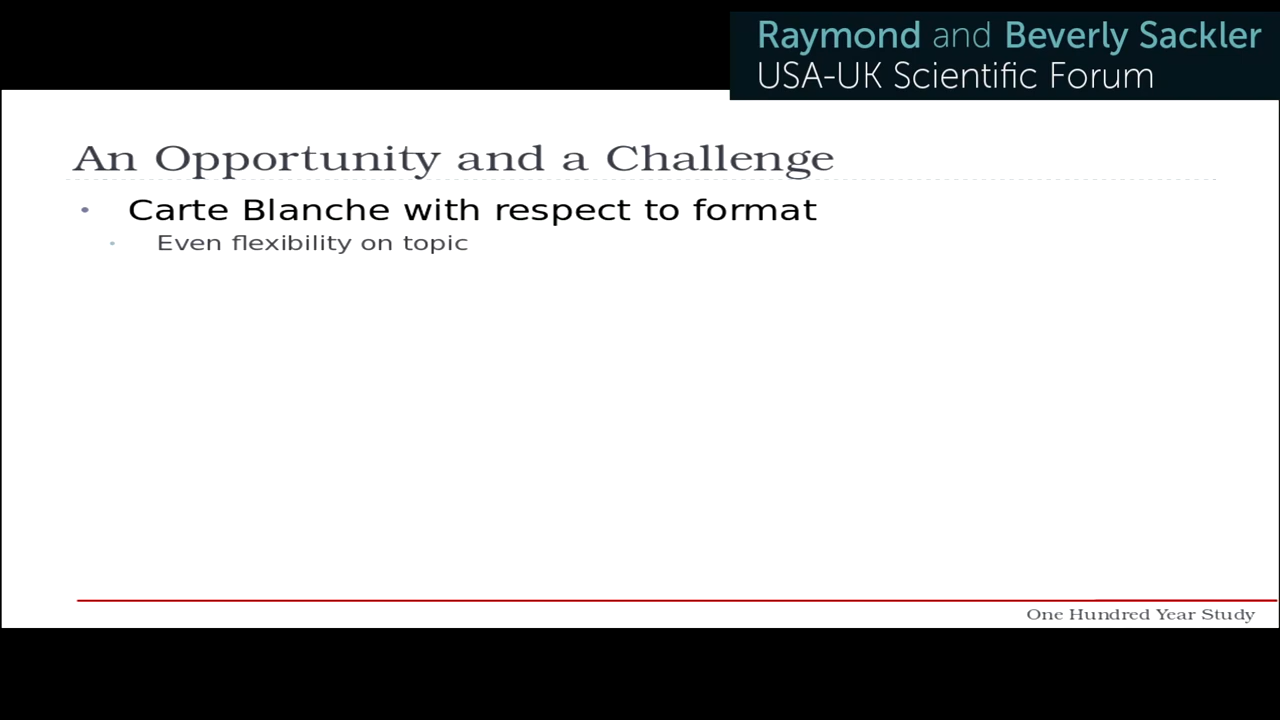 Raymond and Beverly Sackler
USA-UK Scientific Forum
An Opportunity and a Challenge
• Carte Blanche with respect to format
• Even flexibility on topic
One Hundred Year Study